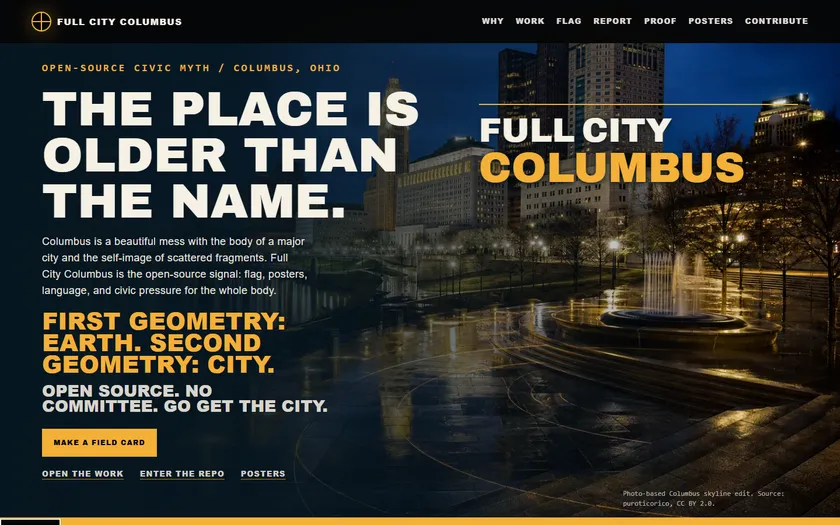 FULL CITY COLUMBUS
WHY WORK FLAG REPORT PROOF POSTERS CONTRIBUTE
OPEN-SOURCE CIVIC MYTH / COLUMBUS, OHIO
THE PLACE IS
OLDER THAN
THE NAME.
Columbus is a beautiful mess with the body of a major
city and the self-image of scattered fragments. Full
City Columbus is the open-source signal: flag, posters,
language, and civic pressure for the whole body.
FIRST GEOMETRY:
EARTH. SECOND
GEOMETRY: CITY.
OPEN SOURCE. NO
COMMITTEE. GO GET THE CITY.
MAKE A FIELD CARD
OPEN THE WORK ENTER THE REPO POSTERS
FULL CITY
COLUMBUS
Photo-based Columbus skyline edit. Source:
puroticorico, CC BY 2.0.